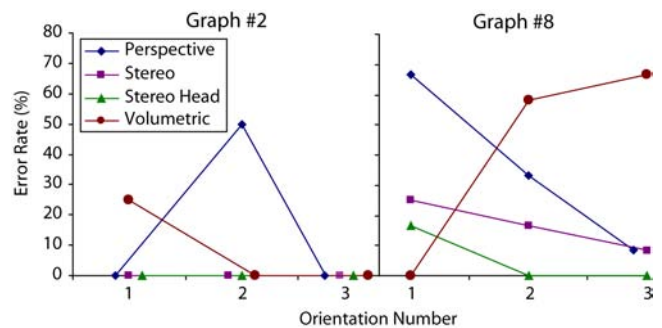 Graph #2
Graph #8
Error Rate (%)
80
70
60
50
40
30
20
10
0
Perspective
Stereo
Stereo Head
Volumetric
1
2
3
1
2
3
Orientation Number